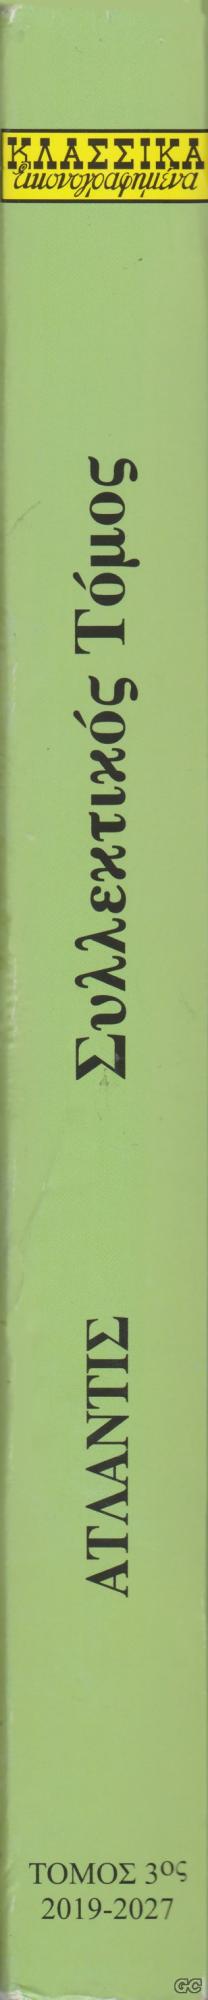 ΚΛΑΣΣΙΚΑ
εικονογραφημένα
Συλλεκτικός Τόμος
ΑΤΛΑΝΤΙΣ
ΤΟΜΟΣ 3ος
2019-2027
GC